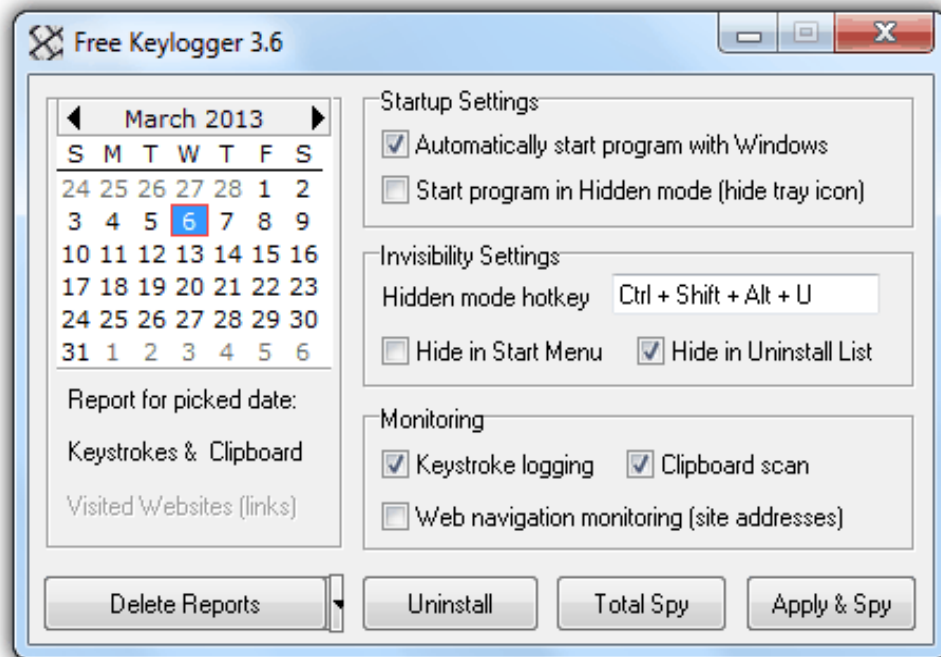 Free Keylogger 3.6
March 2013
S M T W T F S
24 25 26 27 28 1 2
3 4 5 6 7 8 9
10 11 12 13 14 15 16
17 18 19 20 21 22 23
24 25 26 27 28 29 30
31 1 2 3 4 5 6
Report for picked date:
Keystrokes & Clipboard
Visited Websites (links)
Startup Settings
Automatically start program with Windows
Start program in Hidden mode (hide tray icon)
Invisibility Settings
Hidden mode hotkey Ctrl + Shift + Alt + U
Hide in Start Menu Hide in Uninstall List
Monitoring
Keystroke logging Clipboard scan
Web navigation monitoring (site addresses)
Delete Reports Uninstall Total Spy Apply & Spy